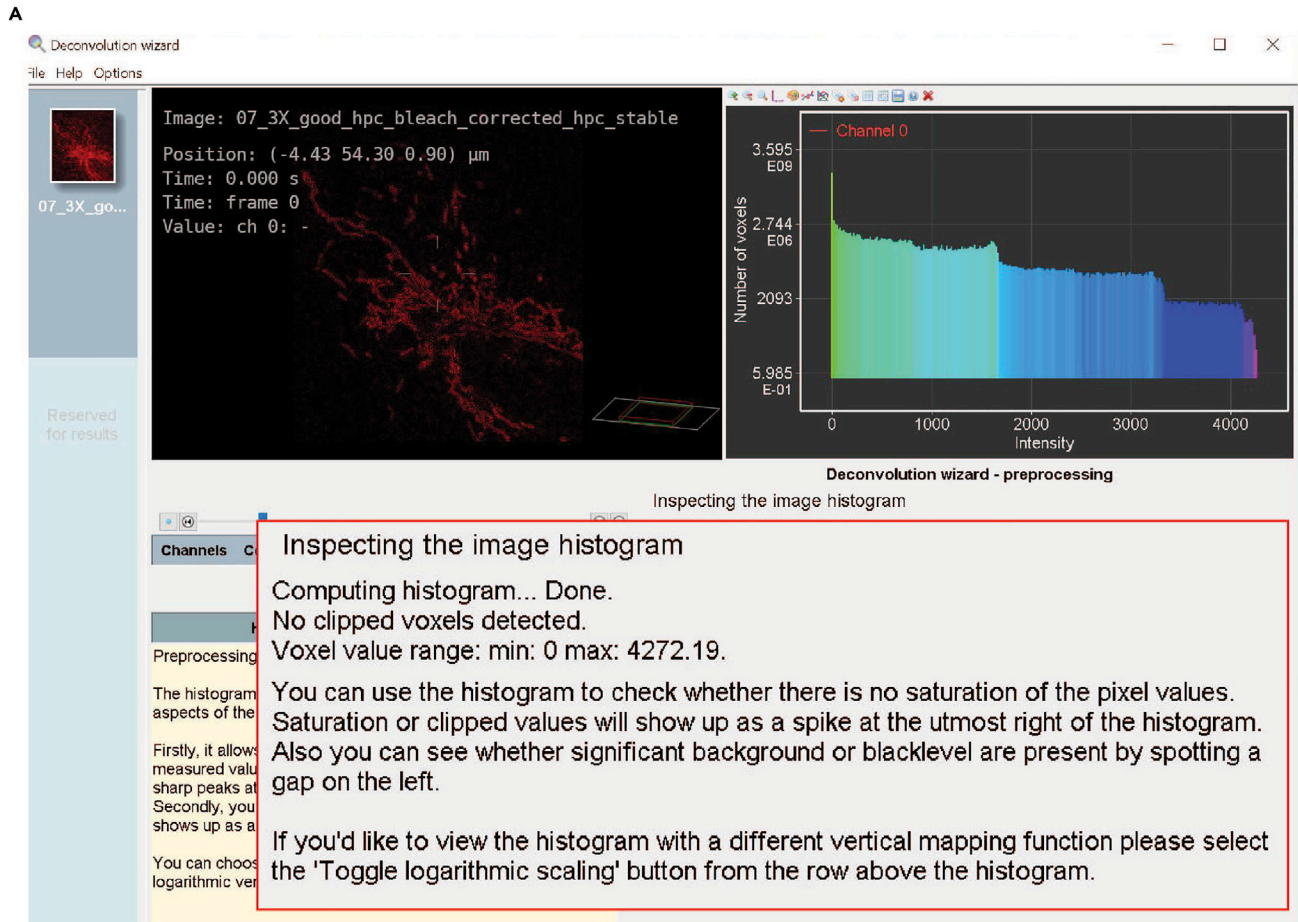 A
Deconvolution wizard
File Help Options
07_3X_go...
Reserved
for results
Image: 07_3X_good_hpc_bleach_corrected_hpc_stable
Position: (-4.43 54.30 0.90) µm
Time: 0.000 s
Time: frame 0
Value: ch 0: -
Channel 0
3.595
E09
2.744
E06
2093
5.985
E-01
Number of voxels
0 1000 2000 3000 4000
Intensity
Deconvolution wizard - preprocessing
Inspecting the image histogram
Channels
Preprocessing
The histogram
aspects of the
Firstly, it allows
measured valu
sharp peaks at
Secondly, you
shows up as a
You can choos
logarithmic ver
Inspecting the image histogram
Computing histogram... Done.
No clipped voxels detected.
Voxel value range: min: 0 max: 4272.19.
You can use the histogram to check whether there is no saturation of the pixel values.
Saturation or clipped values will show up as a spike at the utmost right of the histogram.
Also you can see whether significant background or blacklevel are present by spotting a
gap on the left.
If you'd like to view the histogram with a different vertical mapping function please select
the 'Toggle logarithmic scaling' button from the row above the histogram.